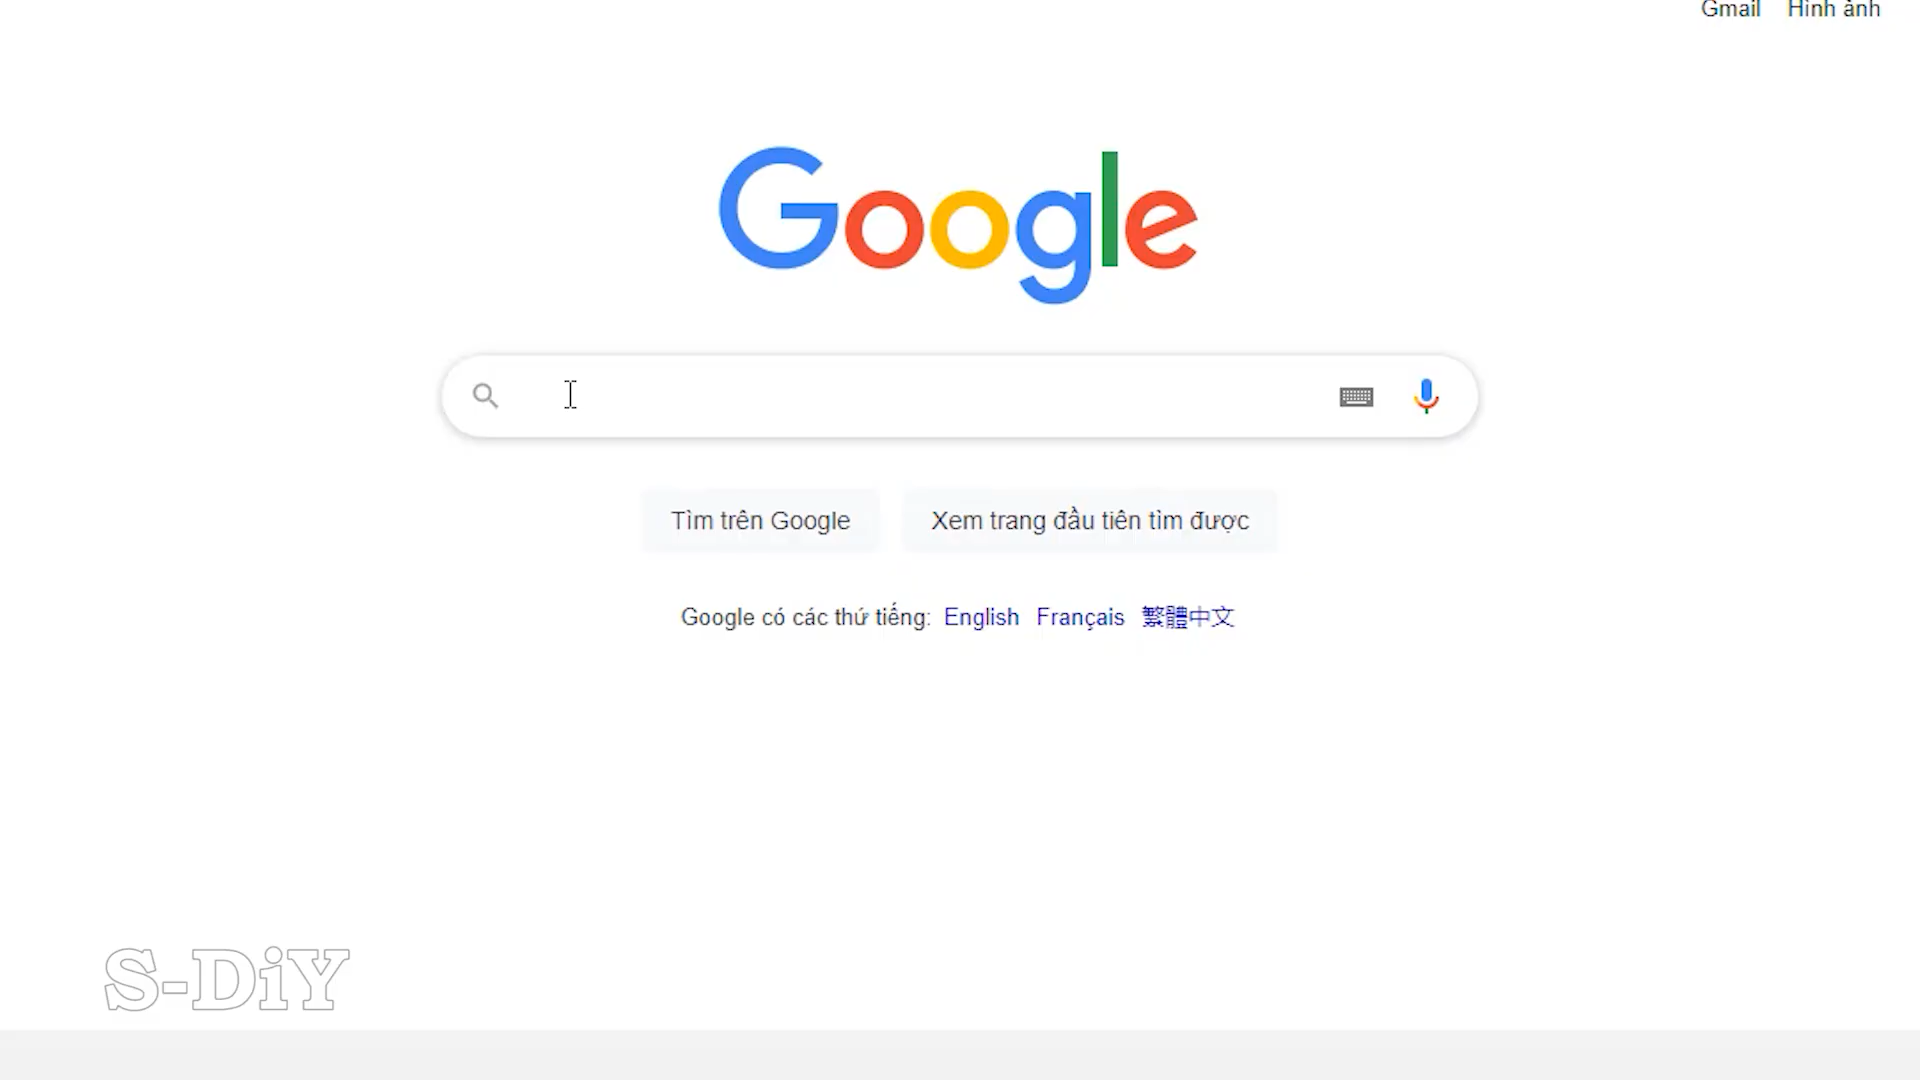 Gmail Hình ảnh
Google
Tìm trên Google Xem trang đầu tiên tìm được
Google có các thứ tiếng: English Français 繁體中文
S-DiY